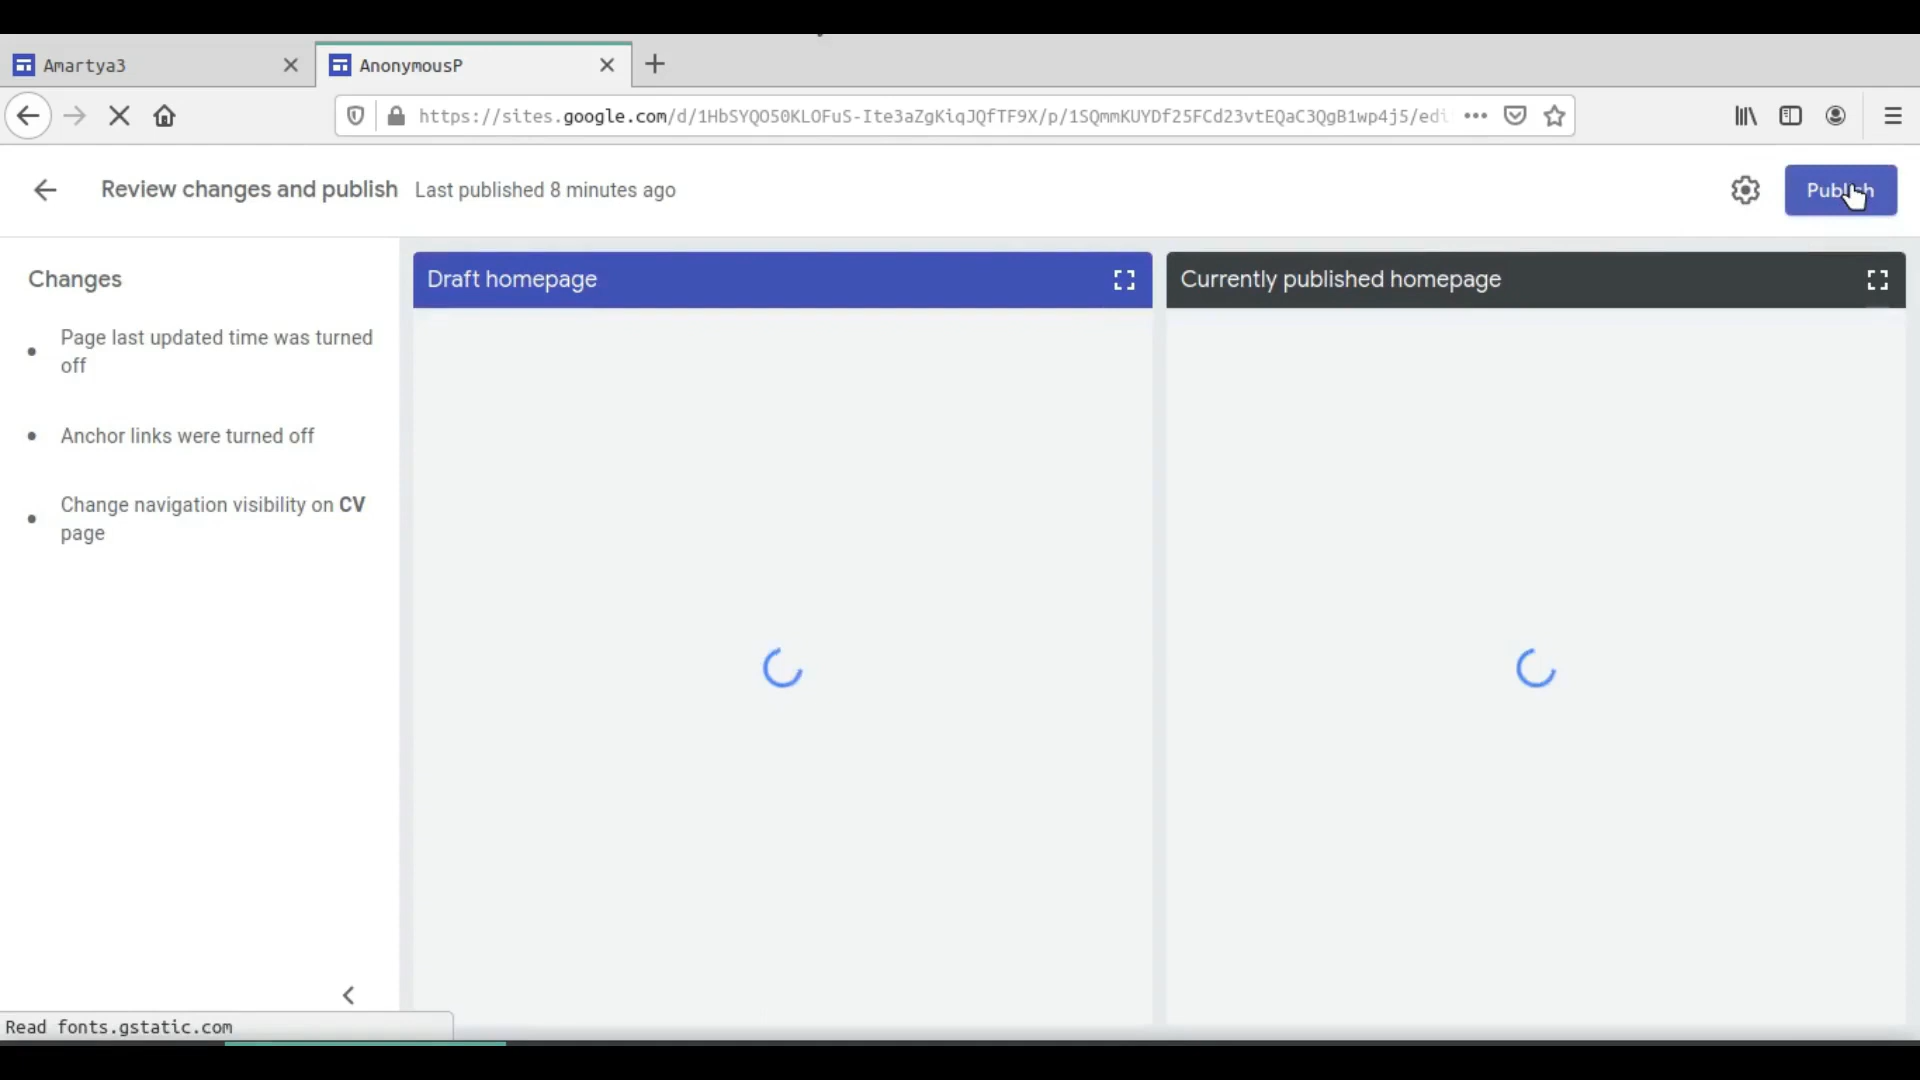 Amartya3
AnonymousP
https://sites.google.com/d/1HbSYQO50KLOFuS-Ite3aZgKiqJQfTF9X/p/1SQmmKUYDf25FCd23vtEQaC3QgB1wp4j5/edi
Review changes and publish Last published 8 minutes ago
Publish
Changes
Page last updated time was turned
off
Anchor links were turned off
Change navigation visibility on CV
page
Draft homepage
Currently published homepage
Read fonts.gstatic.com